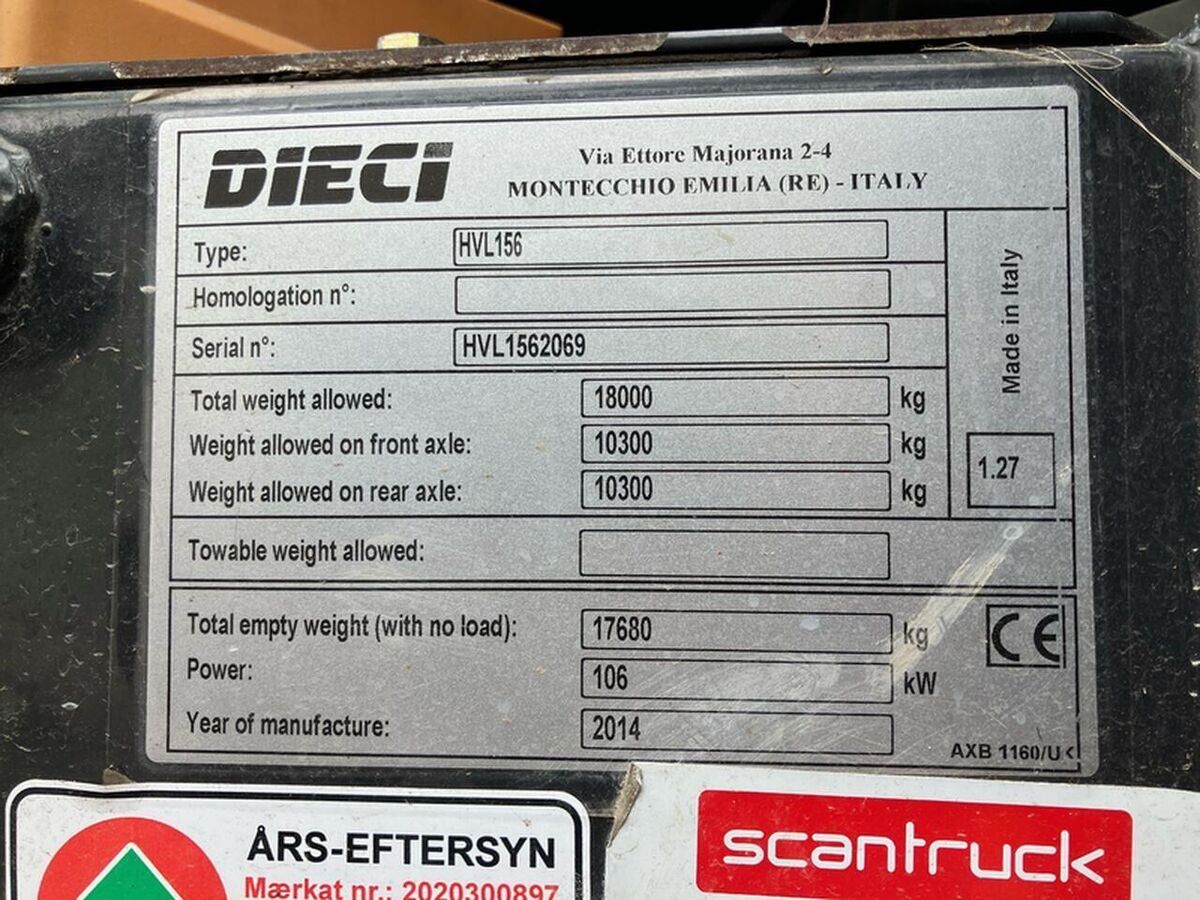 DIECI
Via Ettore Majorana 2-4
MONTECCHIO EMILIA (RE) - ITALY
Type: HVL156
Homologation n°:
Serial n°: HVL1562069
Made in Italy
Total weight allowed: 18000 kg
Weight allowed on front axle: 10300 kg
Weight allowed on rear axle: 10300 kg
1.27
Towable weight allowed:
Total empty weight (with no load): 17680 kg
CE
Power: 106 kW
Year of manufacture: 2014
AXB 1160/U<
ÅRS-EFTERSYN
Mærkat nr.: 2020300897
scantruck